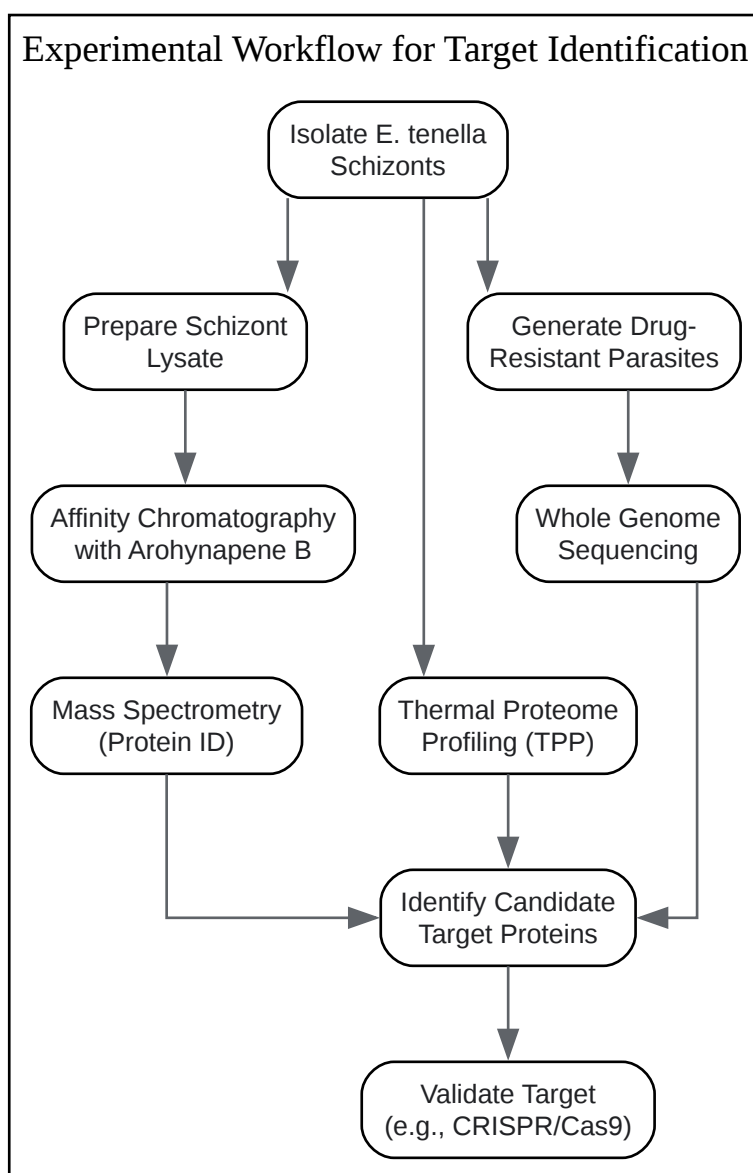 Experimental Workflow for Target Identification
Isolate E. tenella
Schizonts
Prepare Schizont
Lysate
Generate Drug-
Resistant Parasites
Affinity Chromatography
with Arohynapene B
Whole Genome
Sequencing
Mass Spectrometry
(Protein ID)
Thermal Proteome
Profiling (TPP)
Identify Candidate
Target Proteins
Validate Target
(e.g., CRISPR/Cas9)